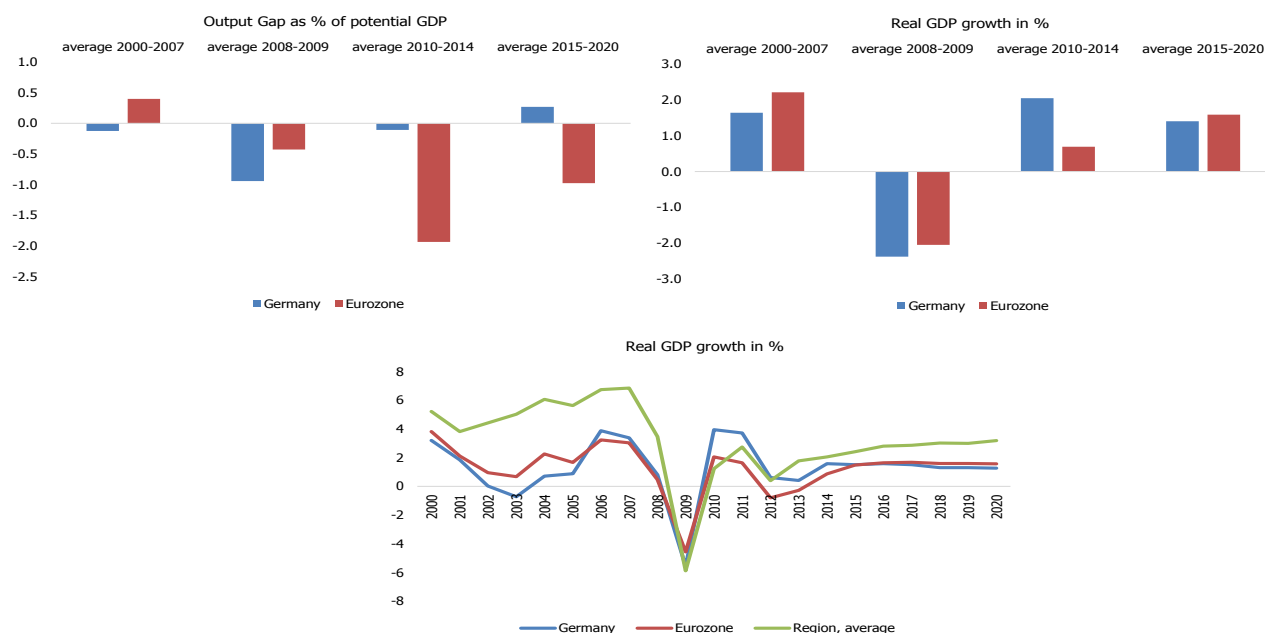 Output Gap as % of potential GDP
average 2000-2007 average 2008-2009 average 2010-2014 average 2015-2020
1.0
0.5
0.0
-0.5
-1.0
-1.5
-2.0
-2.5
Germany Eurozone
Real GDP growth in %
average 2000-2007 average 2008-2009 average 2010-2014 average 2015-2020
3.0
2.0
1.0
0.0
-1.0
-2.0
-3.0
Germany Eurozone
Real GDP growth in %
8
6
4
2
0
-2
-4
-6
-8
2000 2001 2002 2003 2004 2005 2006 2007 2008 2009 2010 2011 2012 2013 2014 2015 2016 2017 2018 2019 2020
Germany Eurozone Region, average